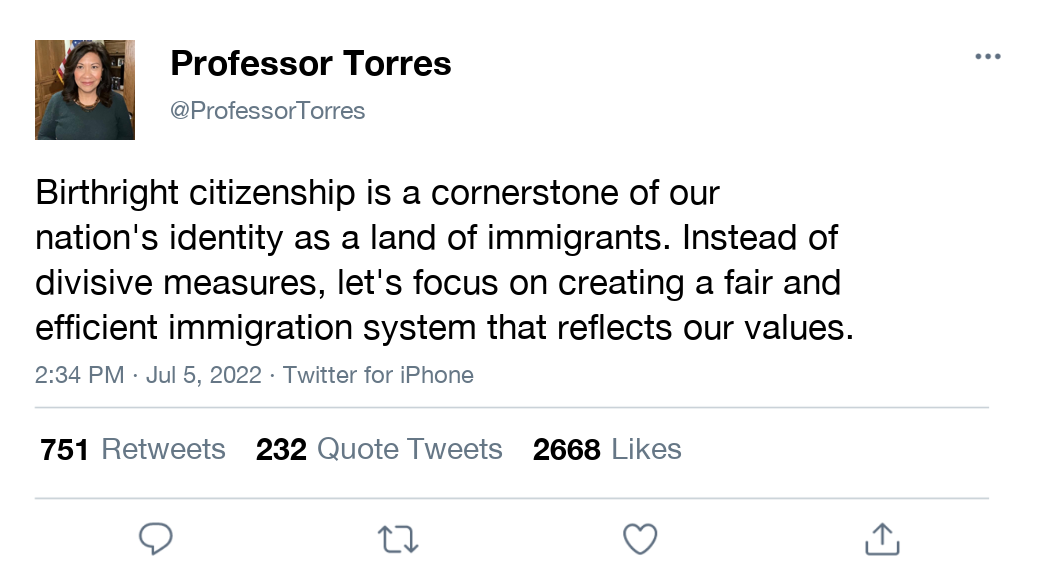 Professor Torres
@ProfessorTorres
Birthright citizenship is a cornerstone of our
nation's identity as a land of immigrants. Instead of
divisive measures, let's focus on creating a fair and
efficient immigration system that reflects our values.
2:34 PM · Jul 5, 2022 · Twitter for iPhone
751 Retweets 232 Quote Tweets 2668 Likes